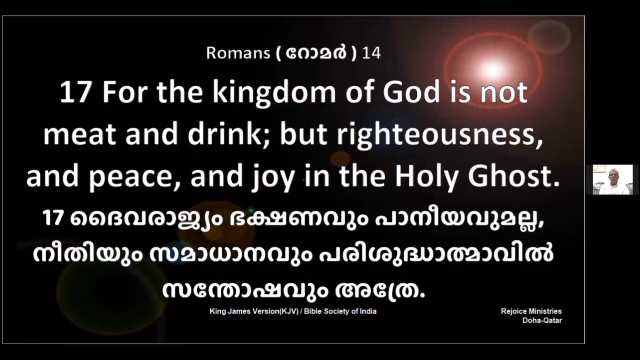 Romans ( റോമർ ) 14
17 For the kingdom of God is not
meat and drink; but righteousness,
and peace, and joy in the Holy Ghost.
17 ദൈവരാജ്യം ഭക്ഷണവും പാനീയവുമല്ല,
നീതിയും സമാധാനവും പരിശുദ്ധാത്മാവിൽ
സന്തോഷവും അത്രേ.
King James Version(KJV) / Bible Society of India
Rejoice Ministries
Doha-Qatar